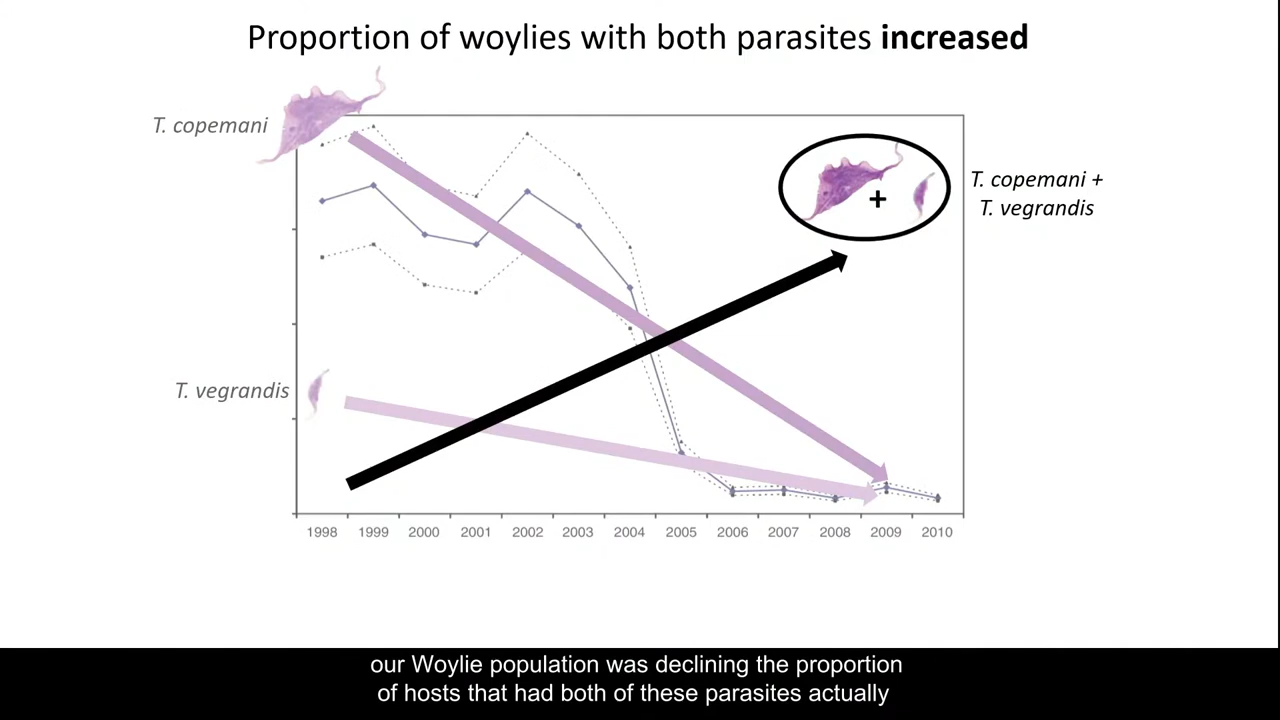 Proportion of woylies with both parasites increased
T. copemani
+
T. copemani +
T. vegrandis
T. vegrandis
1998 1999 2000 2001 2002 2003 2004 2005 2006 2007 2008 2009 2010
our Woylie population was declining the proportion
of hosts that had both of these parasites actually